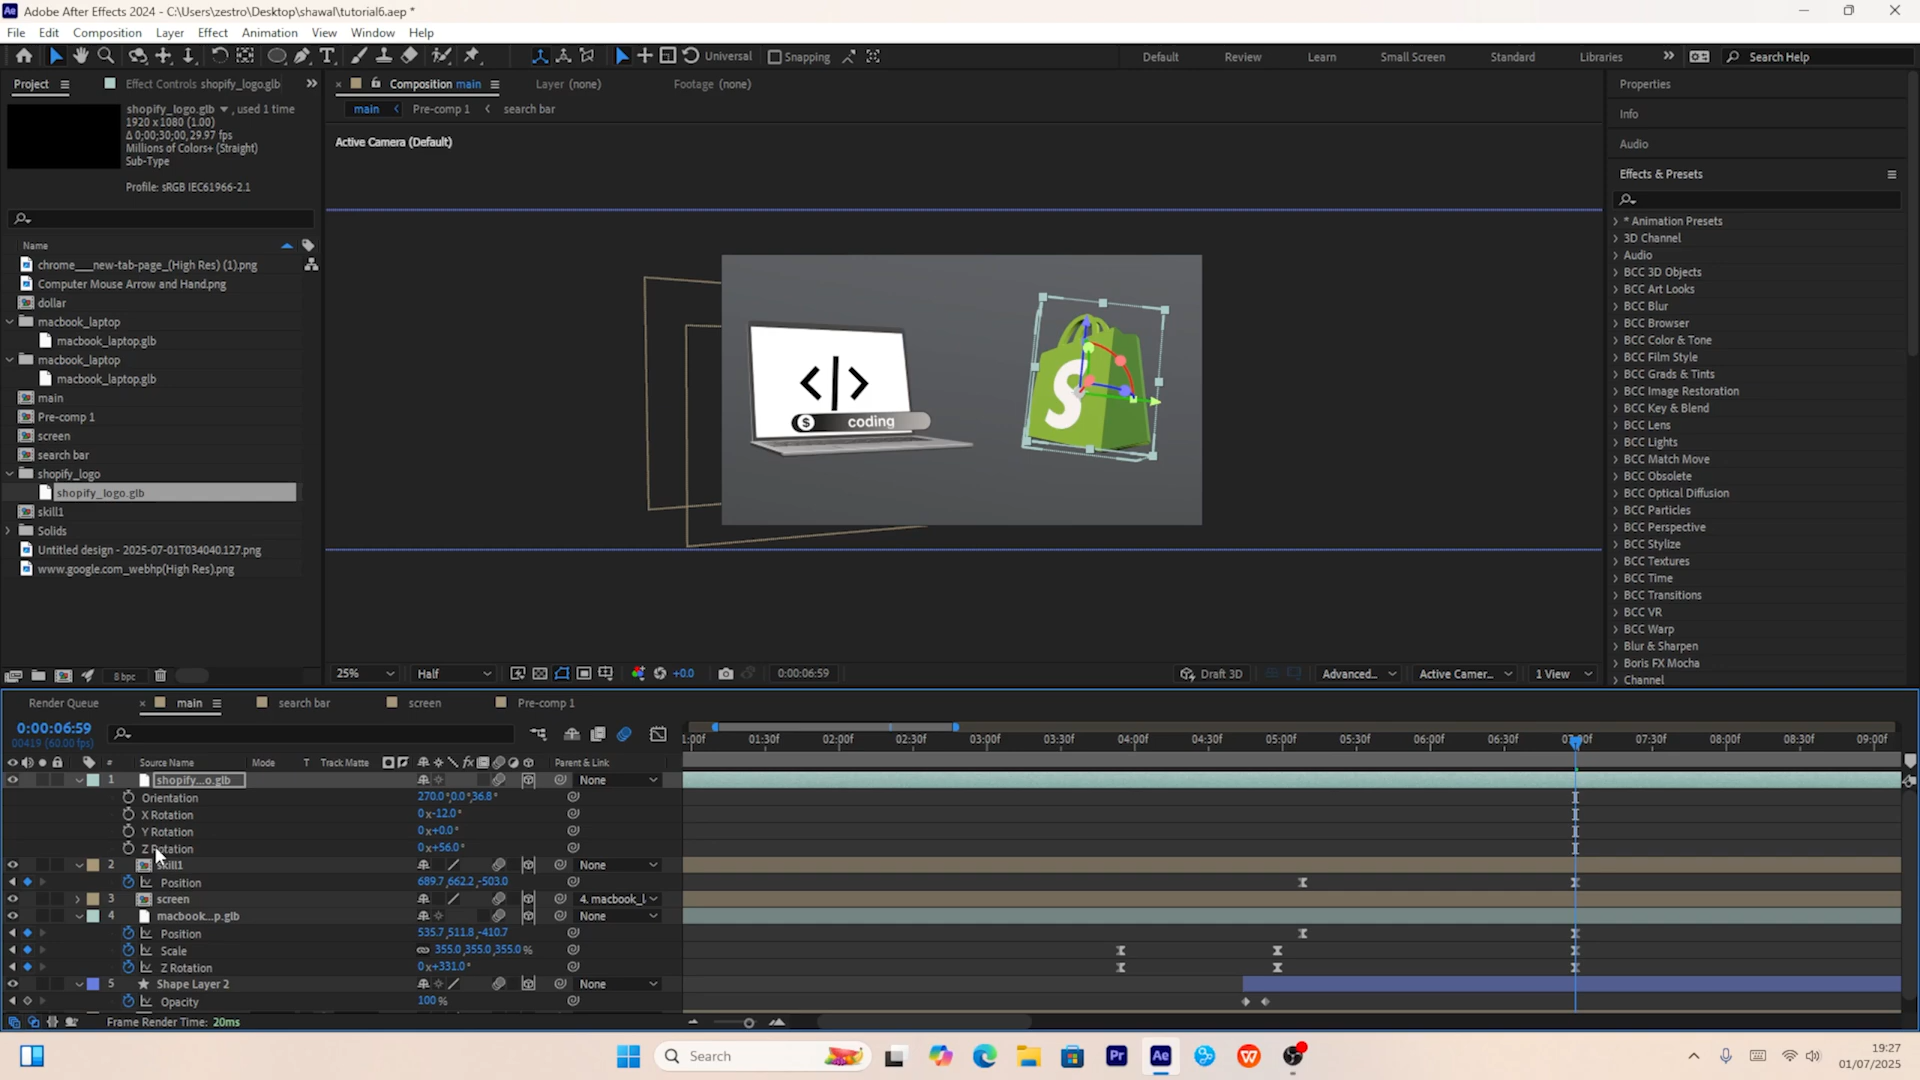 Adobe After Effects 2024 - C:\Users\zestro\Desktop\shawal\tutorial6.aep *
File Edit Composition Layer Effect Animation View Window Help
Universal Snapping Default Review Learn Small Screen Standard Libraries Search Help
Project Effect Controls shopify_logo.glb
Composition main Layer (none) Footage (none)
main Pre-comp 1 search bar
Active Camera (Default)
shopify_logo.glb , used 1 time
1920 x 1080 (1.00)
Δ 0;00;30;00, 29.97 fps
Millions of Colors+ (Straight)
Sub-Type
Profile: sRGB IEC61966-2.1
Name
chrome___new-tab-page_(High Res) (1).png
Computer Mouse Arrow and Hand.png
dollar
macbook_laptop
macbook_laptop.glb
macbook_laptop
macbook_laptop.glb
main
Pre-comp 1
screen
search bar
shopify_logo
shopify_logo.glb
skill1
Solids
Untitled design - 2025-07-01T034040.127.png
www.google.com_webhp(High Res).png
8 bpc
</>
$ coding
S
25% Half +0.0 0:00:06:59 Draft 3D Advanced... Active Camer... 1 View
Properties
Info
Audio
Effects & Presets
* Animation Presets
3D Channel
Audio
BCC 3D Objects
BCC Art Looks
BCC Blur
BCC Browser
BCC Color & Tone
BCC Film Style
BCC Grads & Tints
BCC Image Restoration
BCC Key & Blend
BCC Lens
BCC Lights
BCC Match Move
BCC Obsolete
BCC Optical Diffusion
BCC Particles
BCC Perspective
BCC Stylize
BCC Textures
BCC Time
BCC Transitions
BCC VR
BCC Warp
Blur & Sharpen
Boris FX Mocha
Channel
Render Queue main search bar screen Pre-comp 1
0:00:06:59
00419 (60.00 fps)
1:00f 01:30f 02:00f 02:30f 03:00f 03:30f 04:00f 04:30f 05:00f 05:30f 06:00f 06:30f 07:00f 07:30f 08:00f 08:30f 09:00f
# Source Name Mode T Track Matte fx Parent & Link
1 shopify...o.glb None
Orientation 270.0°,0.0°,36.8°
X Rotation 0x-12.0°
Y Rotation 0x+0.0°
Z Rotation 0x+56.0°
2 skill1 None
Position 689.7,662.2,-503.0
3 screen 4. macbook_l
4 macbook...p.glb None
Position 535.7,511.8,-410.7
Scale 355.0,355.0,355.0%
Z Rotation 0x+331.0°
5 Shape Layer 2 None
Opacity 100%
Frame Render Time: 20ms
Search
Pr
Ae
W
19:27
01/07/2025